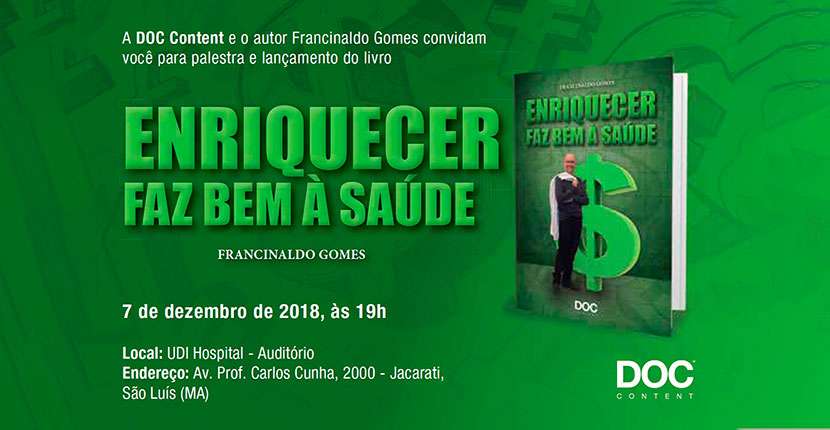 A DOC Content e o autor Francinaldo Gomes convidam
você para palestra e lançamento do livro
ENRIQUECER
FAZ BEM À SAÚDE
FRANCINALDO GOMES
7 de dezembro de 2018, às 19h
Local: UDI Hospital - Auditório
Endereço: Av. Prof. Carlos Cunha, 2000 - Jacarati,
São Luís (MA)
FRANCINALDO GOMES
ENRIQUECER
FAZ BEM À SAÚDE
DOC
DOC
CONTENT